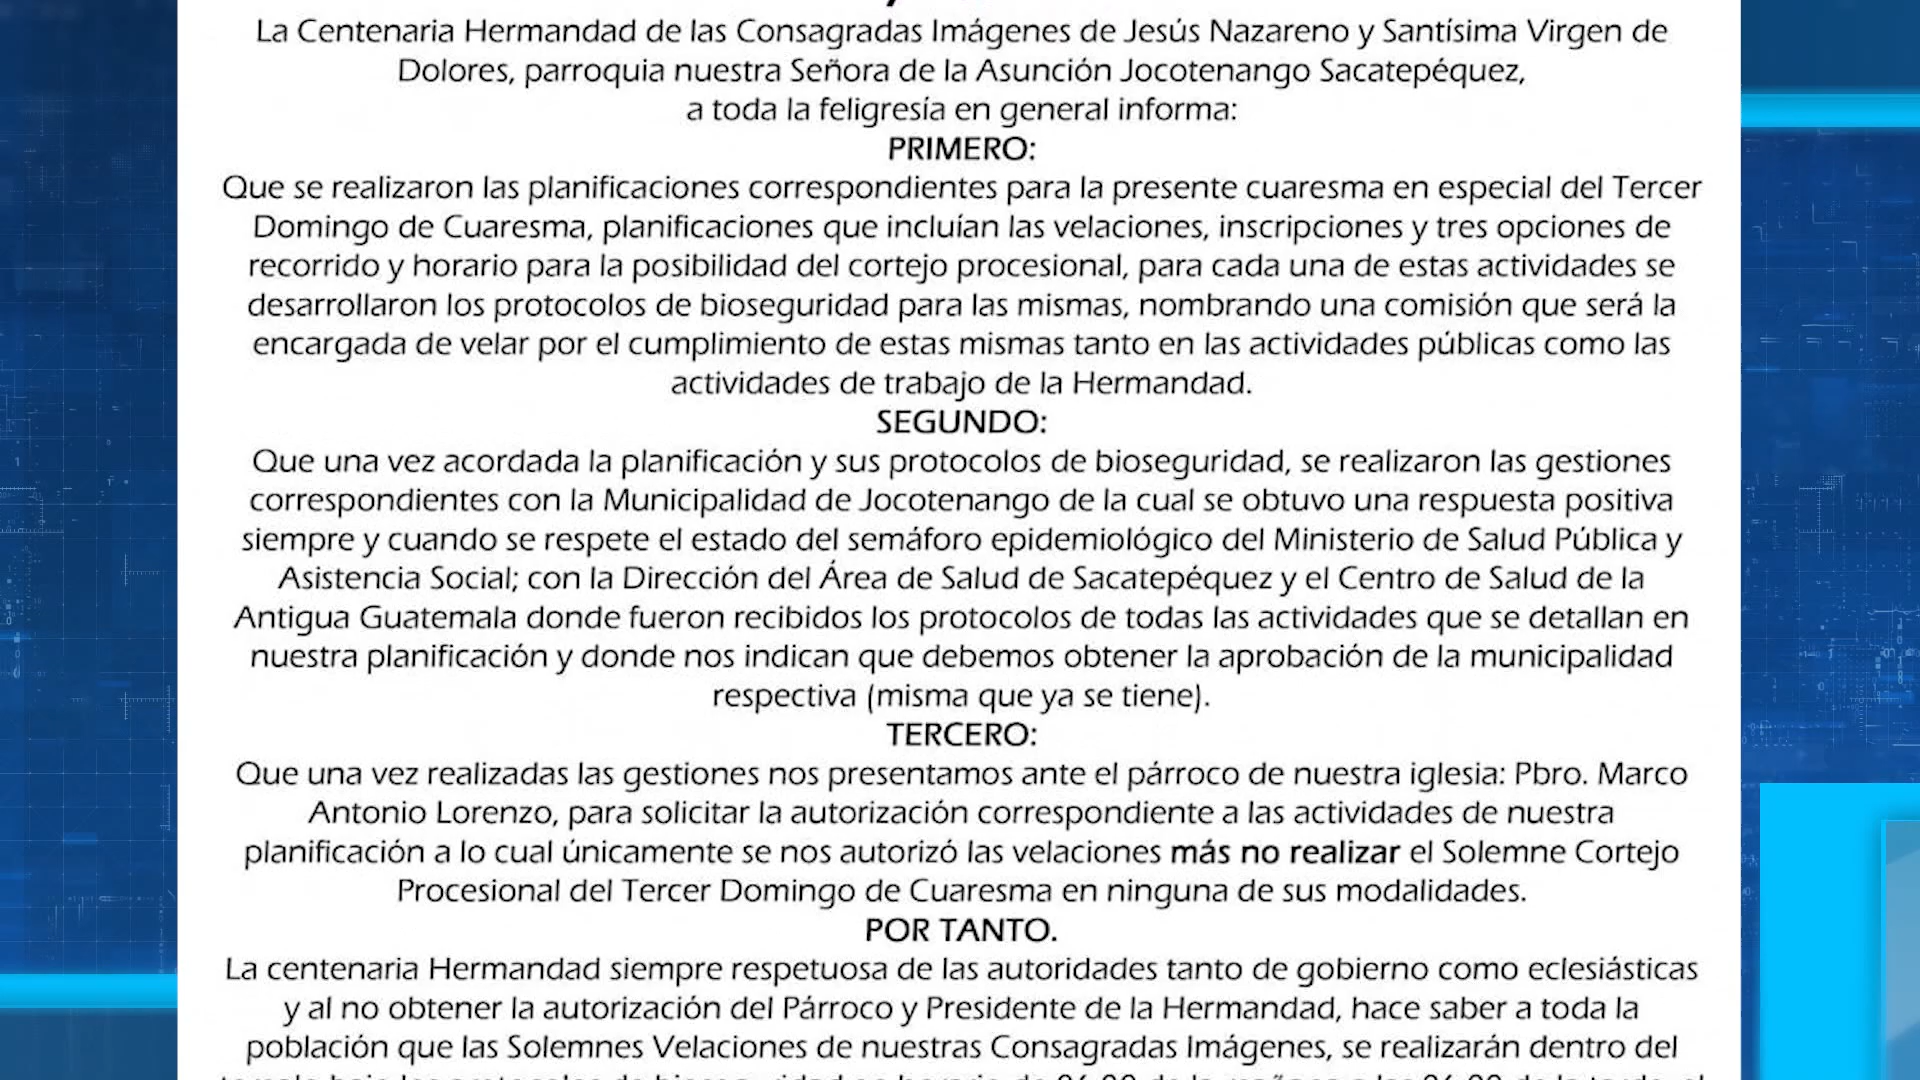 La Centenaria Hermandad de las Consagradas Imágenes de Jesús Nazareno y Santísima Virgen de
Dolores, parroquia nuestra Señora de la Asunción Jocotenango Sacatepéquez,
a toda la feligresía en general informa:
PRIMERO:
Que se realizaron las planificaciones correspondientes para la presente cuaresma en especial del Tercer
Domingo de Cuaresma, planificaciones que incluían las velaciones, inscripciones y tres opciones de
recorrido y horario para la posibilidad del cortejo procesional, para cada una de estas actividades se
desarrollaron los protocolos de bioseguridad para las mismas, nombrando una comisión que será la
encargada de velar por el cumplimiento de estas mismas tanto en las actividades públicas como las
actividades de trabajo de la Hermandad.
SEGUNDO:
Que una vez acordada la planificación y sus protocolos de bioseguridad, se realizaron las gestiones
correspondientes con la Municipalidad de Jocotenango de la cual se obtuvo una respuesta positiva
siempre y cuando se respete el estado del semáforo epidemiológico del Ministerio de Salud Pública y
Asistencia Social; con la Dirección del Área de Salud de Sacatepéquez y el Centro de Salud de la
Antigua Guatemala donde fueron recibidos los protocolos de todas las actividades que se detallan en
nuestra planificación y donde nos indican que debemos obtener la aprobación de la municipalidad
respectiva (misma que ya se tiene).
TERCERO:
Que una vez realizadas las gestiones nos presentamos ante el párroco de nuestra iglesia: Pbro. Marco
Antonio Lorenzo, para solicitar la autorización correspondiente a las actividades de nuestra
planificación a lo cual únicamente se nos autorizó las velaciones más no realizar el Solemne Cortejo
Procesional del Tercer Domingo de Cuaresma en ninguna de sus modalidades.
POR TANTO.
La centenaria Hermandad siempre respetuosa de las autoridades tanto de gobierno como eclesiásticas
y al no obtener la autorización del Párroco y Presidente de la Hermandad, hace saber a toda la
población que las Solemnes Velaciones de nuestras Consagradas Imágenes, se realizarán dentro del